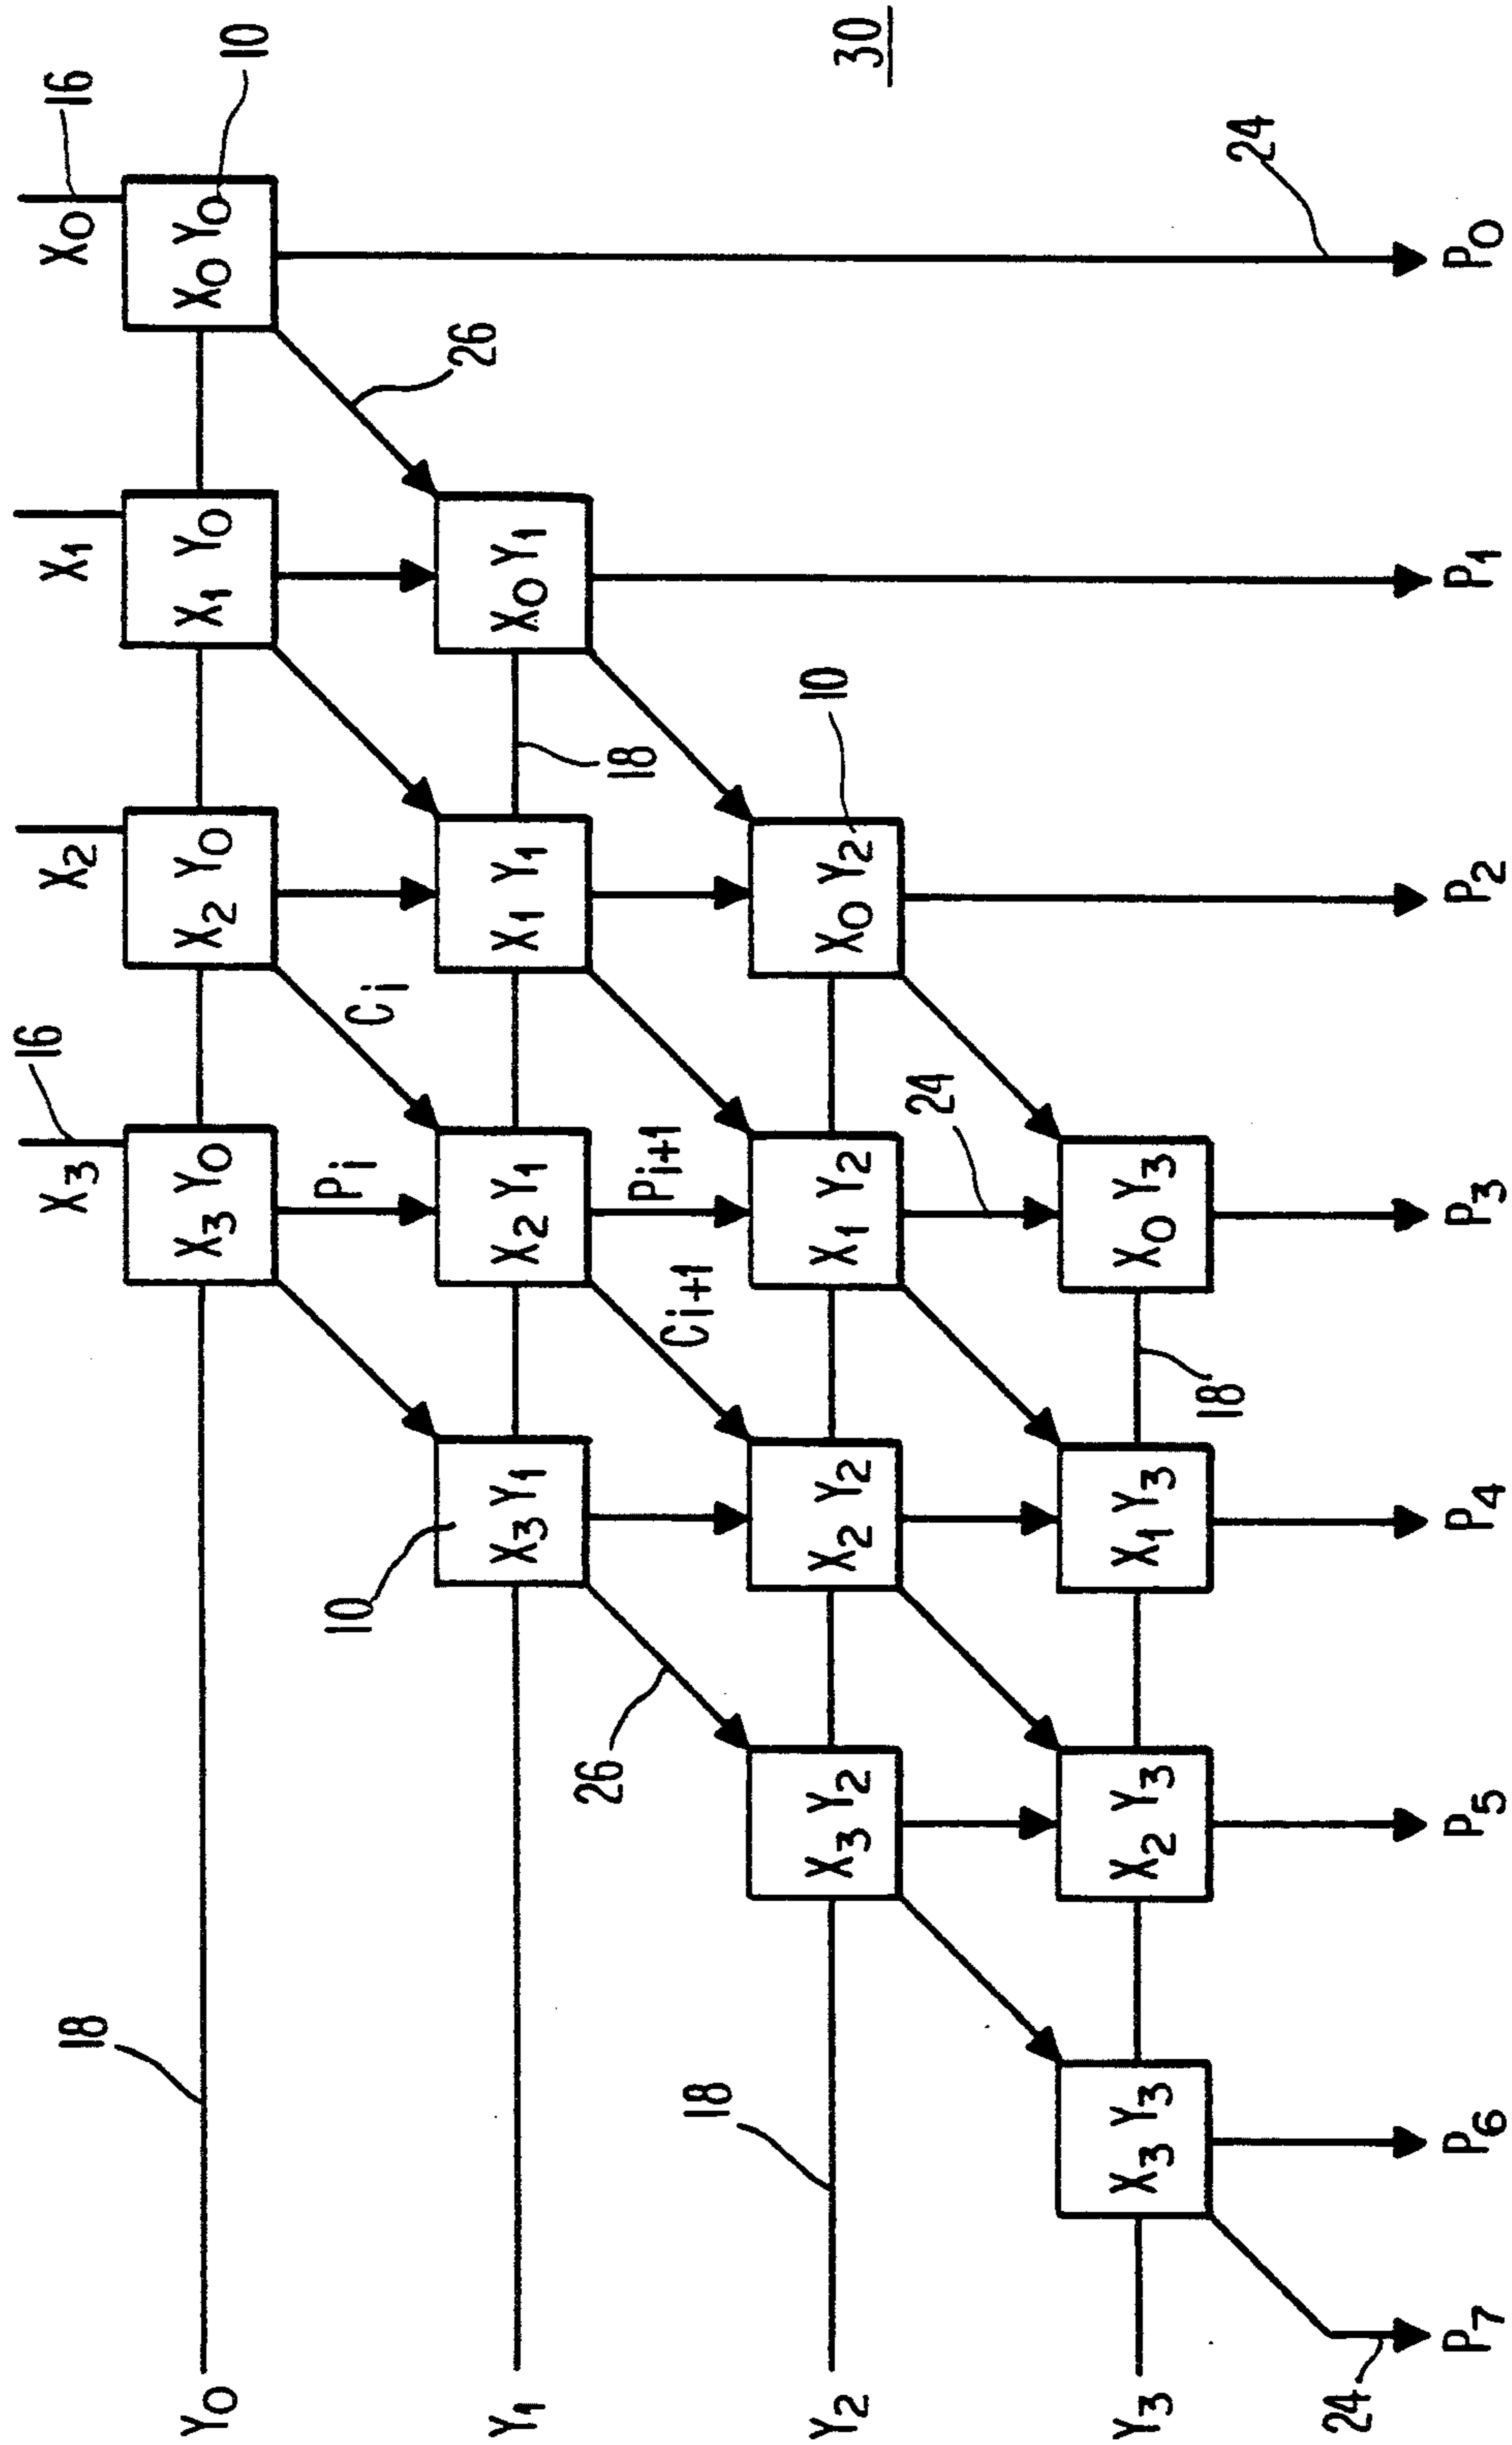 16
18
X3
X2
X1
X0
16
10
Y0
X3 Y0
X2 Y0
X1 Y0
X0 Y0
10
Pi
Ci
26
Y1
X3 Y1
X2 Y1
X1 Y1
X0 Y1
26
18
Pi+1
Ci+1
18
10
Y2
X3 Y2
X2 Y2
X1 Y2
X0 Y2
30
24
Y3
X3 Y3
X2 Y3
X1 Y3
X0 Y3
18
24
24
P7
P6
P5
P4
P3
P2
P1
P0